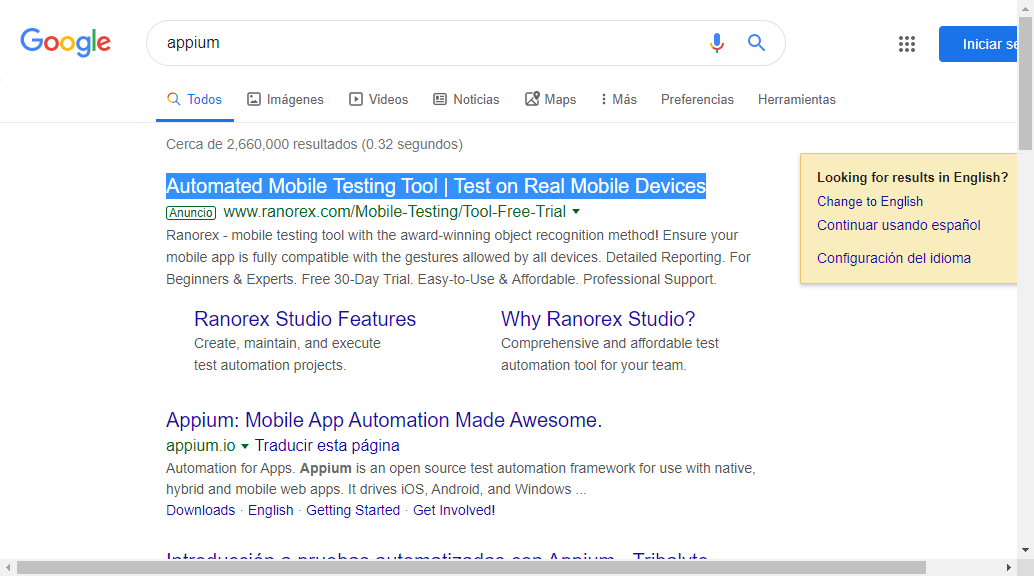 Google
appium
Iniciar se
Todos
Imágenes
Videos
Noticias
Maps
Más
Preferencias
Herramientas
Cerca de 2,660,000 resultados (0.32 segundos)
Automated Mobile Testing Tool | Test on Real Mobile Devices
Anuncio www.ranorex.com/Mobile-Testing/Tool-Free-Trial
Ranorex - mobile testing tool with the award-winning object recognition method! Ensure your
mobile app is fully compatible with the gestures allowed by all devices. Detailed Reporting. For
Beginners & Experts. Free 30-Day Trial. Easy-to-Use & Affordable. Professional Support.
Ranorex Studio Features
Create, maintain, and execute
test automation projects.
Why Ranorex Studio?
Comprehensive and affordable test
automation tool for your team.
Appium: Mobile App Automation Made Awesome.
appium.io Traducir esta página
Automation for Apps. Appium is an open source test automation framework for use with native,
hybrid and mobile web apps. It drives iOS, Android, and Windows ...
Downloads · English · Getting Started · Get Involved!
Introducción a pruebas automatizadas con Appium - Tribalyte
Looking for results in English?
Change to English
Continuar usando español
Configuración del idioma